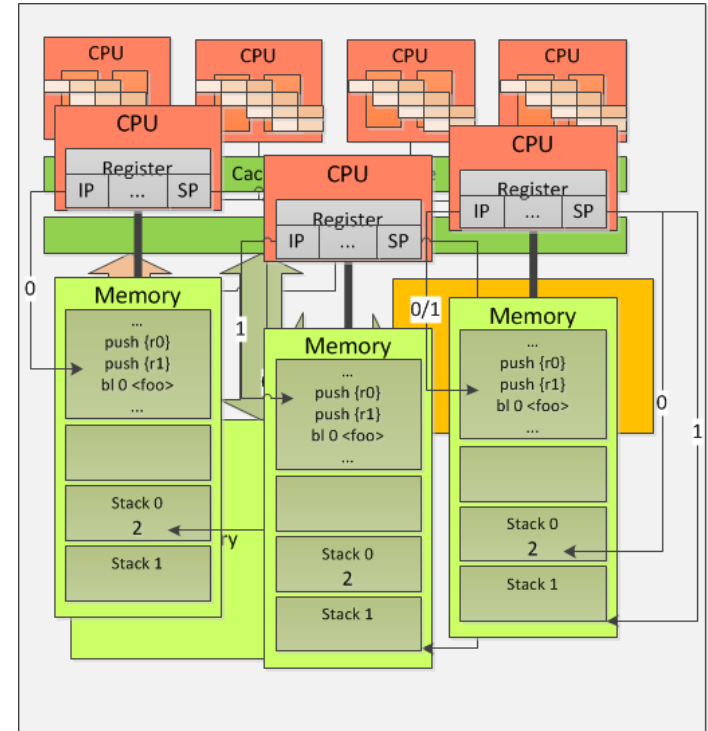 CPU
CPU
CPU
CPU
CPU
Register
IP ... SP
CPU
Register
IP ... SP
CPU
Register
IP ... SP
0
Memory
...
push {r0}
push {r1}
bl 0 <foo>
...
Stack 0
2
Stack 1
1
Memory
...
push {r0}
push {r1}
bl 0 <foo>
...
Stack 0
2
Stack 1
0/1
Memory
...
push {r0}
push {r1}
bl 0 <foo>
...
Stack 0
2
Stack 1
0
1